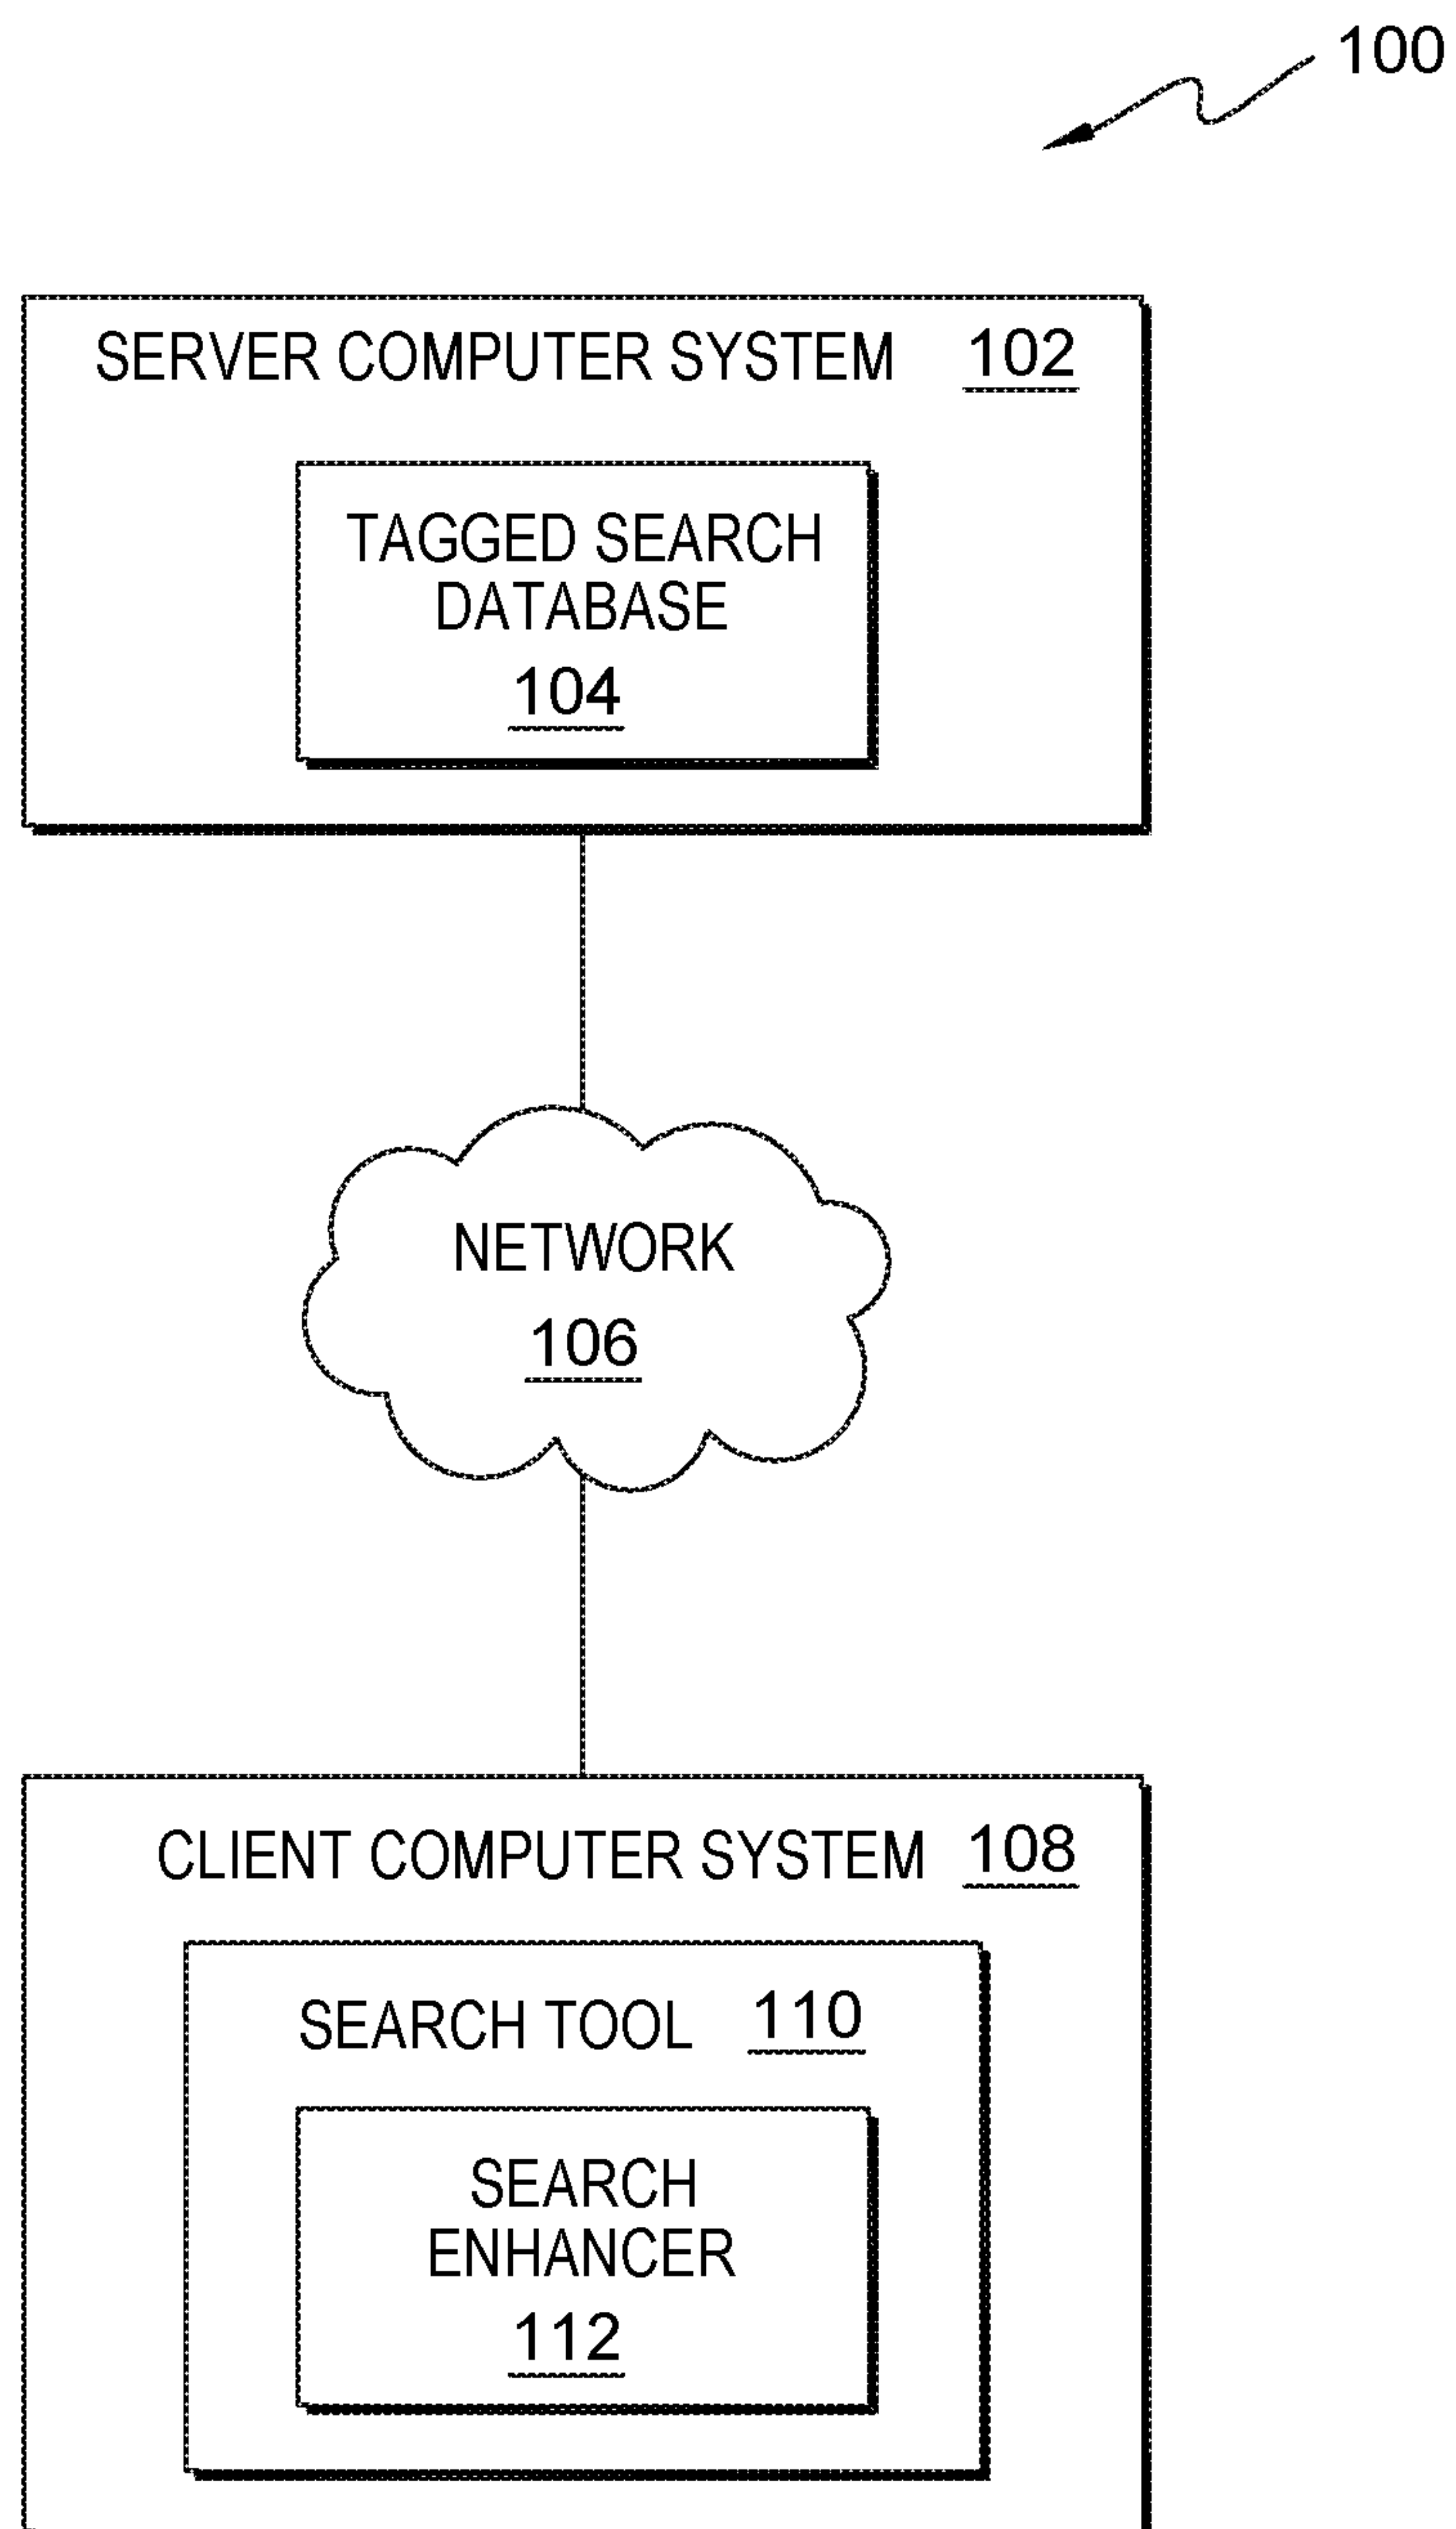 100
SERVER COMPUTER SYSTEM 102
TAGGED SEARCH
DATABASE
104
NETWORK
106
CLIENT COMPUTER SYSTEM 108
SEARCH TOOL 110
SEARCH
ENHANCER
112